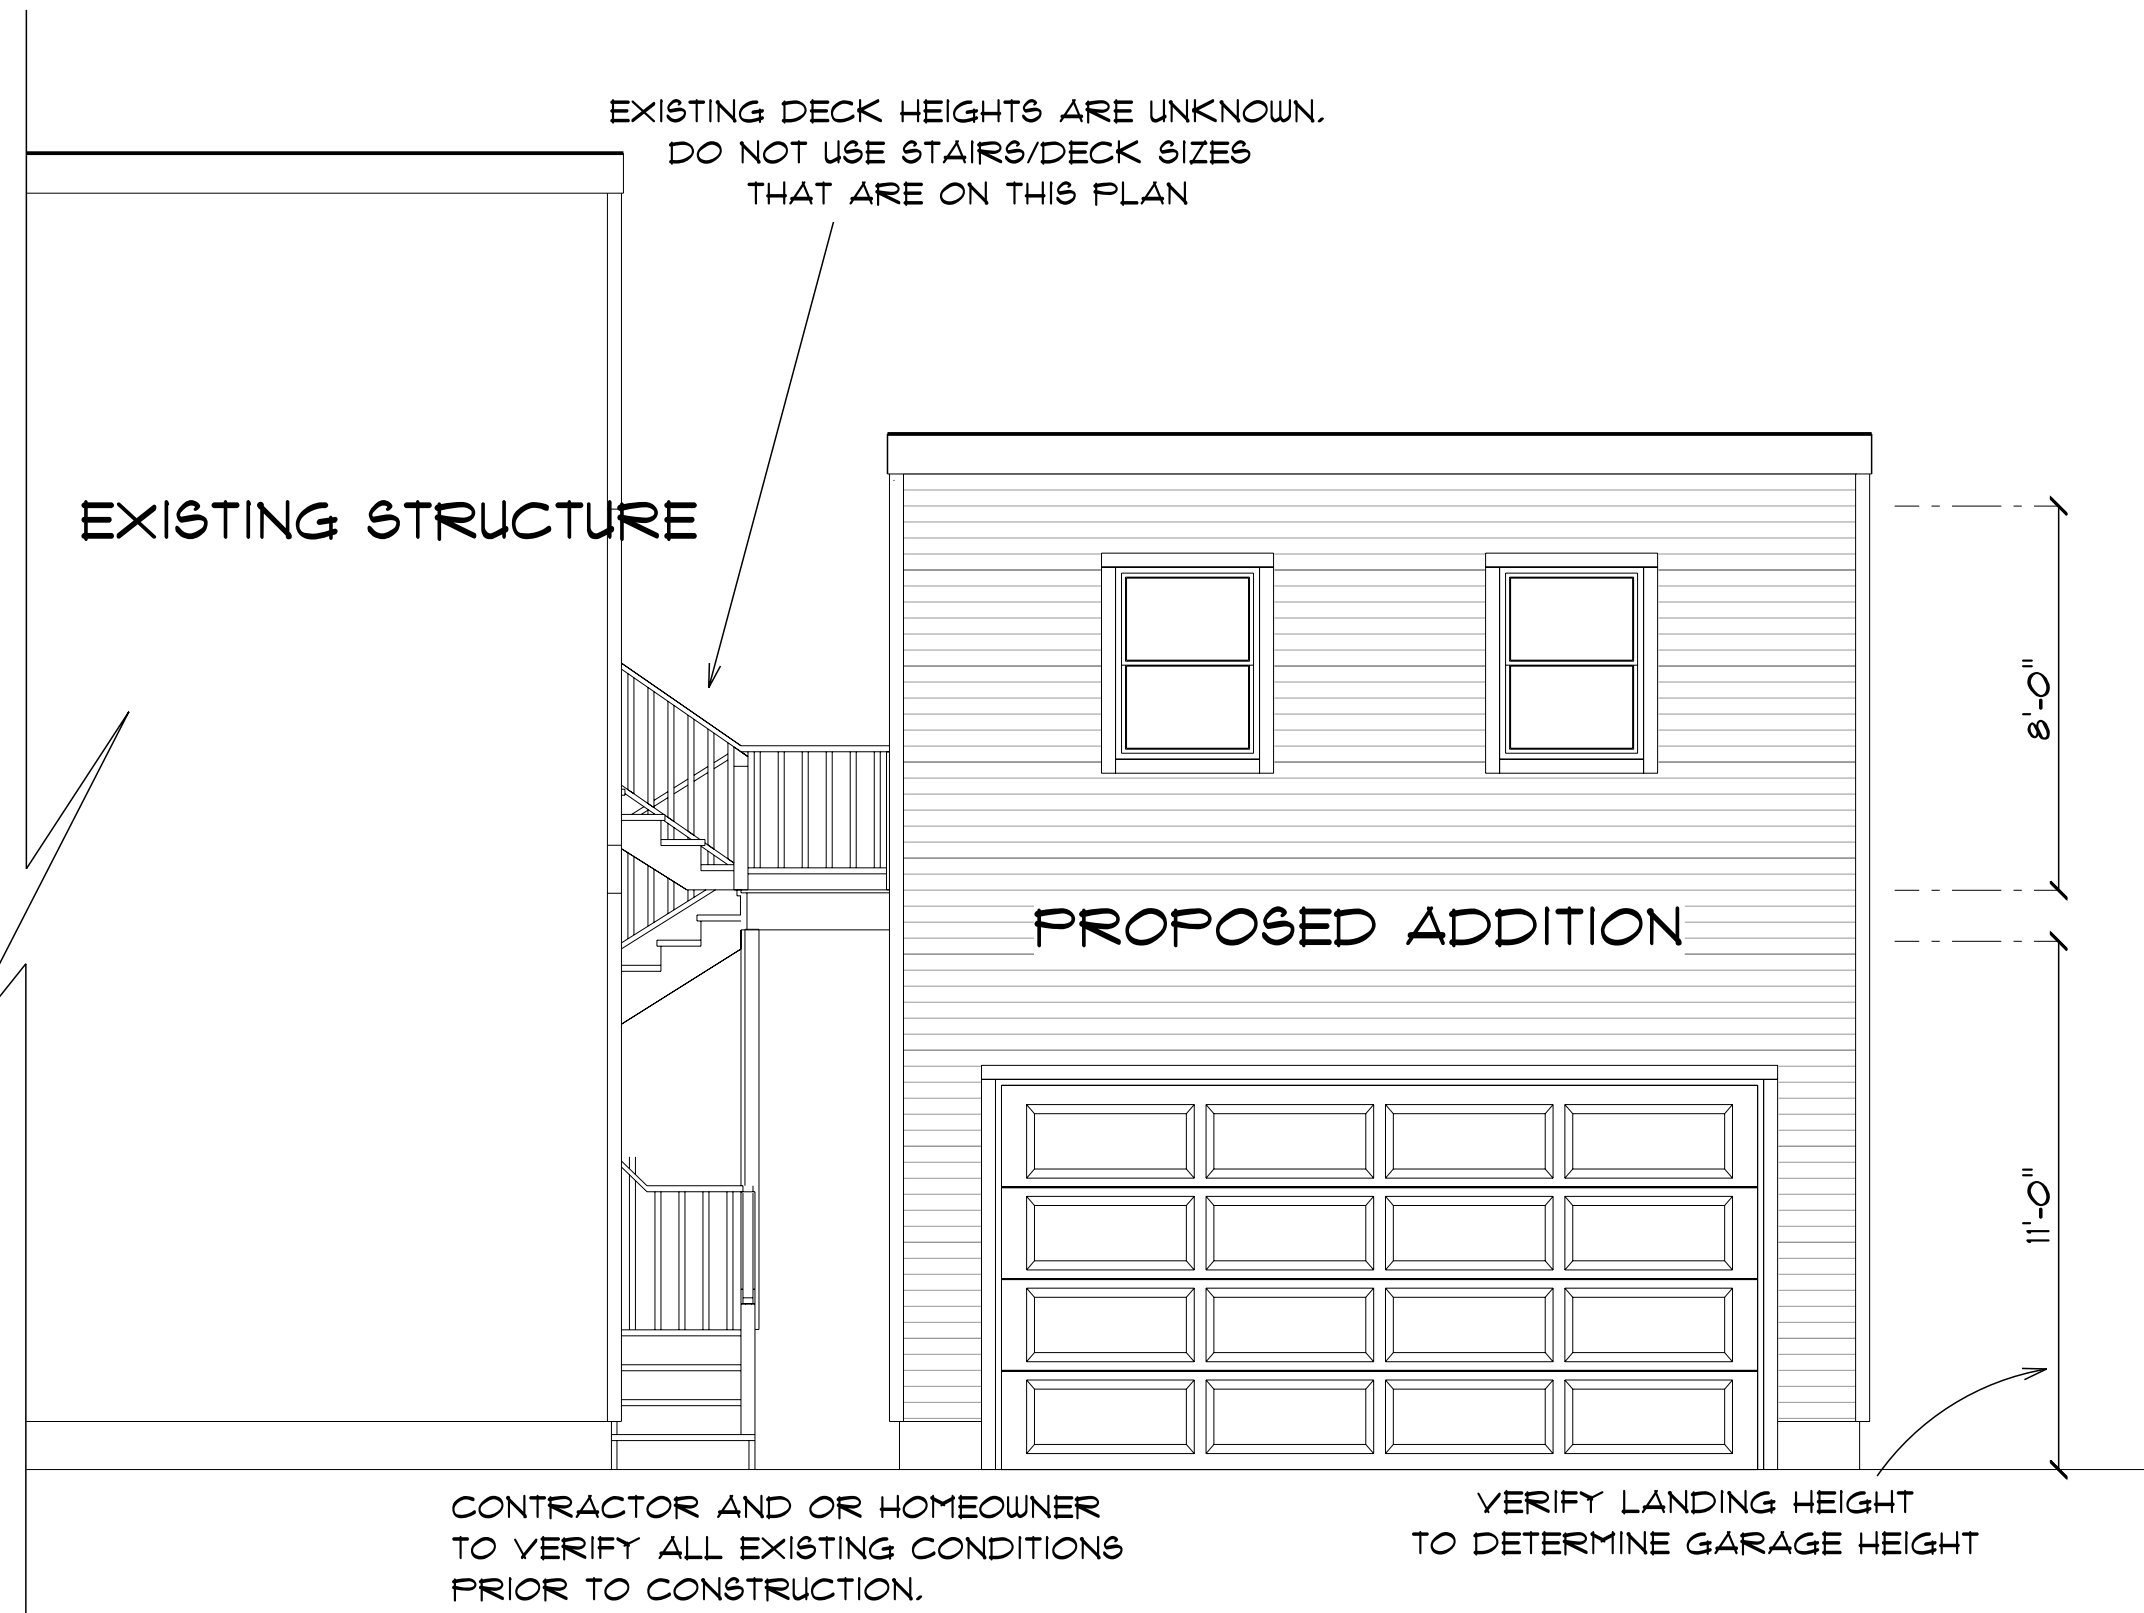 EXISTING DECK HEIGHTS ARE UNKNOWN.
DO NOT USE STAIRS/DECK SIZES
THAT ARE ON THIS PLAN
EXISTING STRUCTURE
8'-0"
PROPOSED ADDITION
11'-0"
CONTRACTOR AND OR HOMEOWNER
TO VERIFY ALL EXISTING CONDITIONS
PRIOR TO CONSTRUCTION.
VERIFY LANDING HEIGHT
TO DETERMINE GARAGE HEIGHT